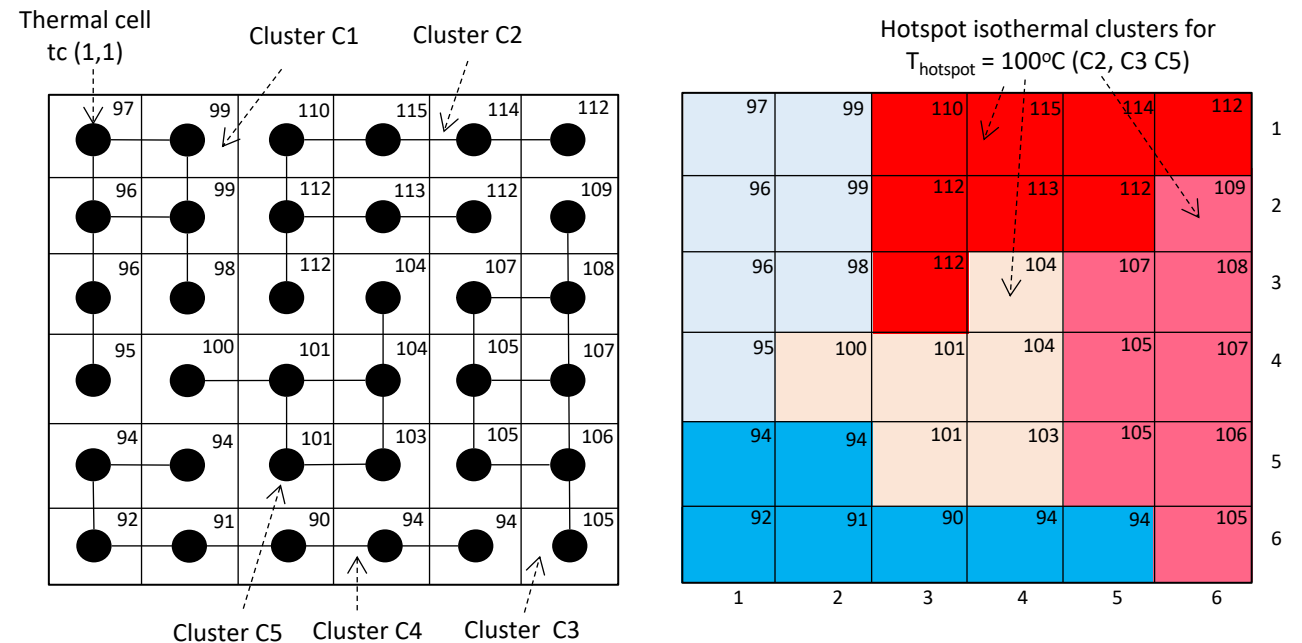 Thermal cell
tc (1,1)
Cluster C1
Cluster C2
97 99 110 115 114 112
96 99 112 113 112 109
96 98 112 104 107 108
95 100 101 104 105 107
94 94 101 103 105 106
92 91 90 94 94 105
Cluster C5
Cluster C4
Cluster C3
Hotspot isothermal clusters for
Thotspot = 100oC (C2, C3 C5)
97 99 110 115 114 112 1
96 99 112 113 112 109 2
96 98 112 104 107 108 3
95 100 101 104 105 107 4
94 94 101 103 105 106 5
92 91 90 94 94 105 6
1 2 3 4 5 6